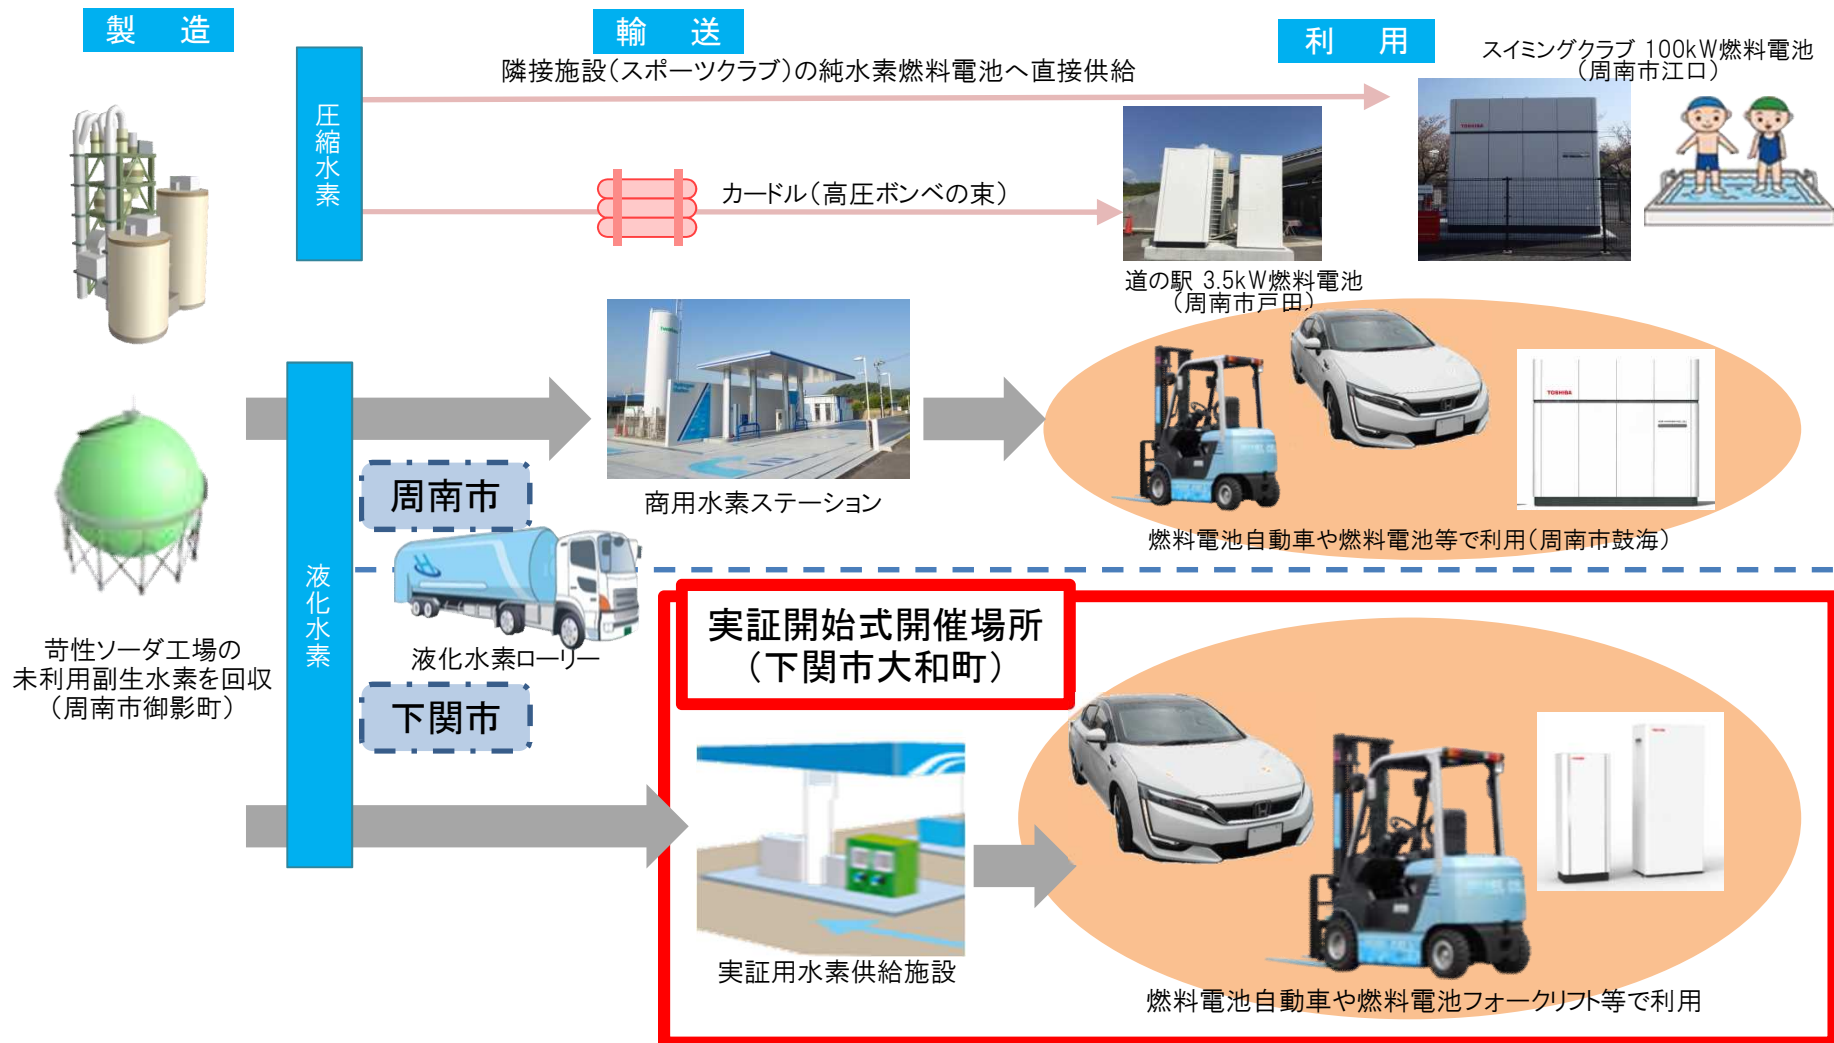 製　造
輸　送
利　用
隣接施設（スポーツクラブ）の純水素燃料電池へ直接供給
スイミングクラブ 100kW燃料電池
（周南市江口）
圧縮水素
カードル（高圧ボンベの束）
TOSHIBA
道の駅 3.5kW燃料電池
（周南市戸田）
TOSHIBA
周南市
商用水素ステーション
燃料電池自動車や燃料電池等で利用（周南市鼓海）
液化水素
液化水素ローリー
苛性ソーダ工場の
未利用副生水素を回収
（周南市御影町）
実証開始式開催場所
（下関市大和町）
下関市
実証用水素供給施設
燃料電池自動車や燃料電池フォークリフト等で利用